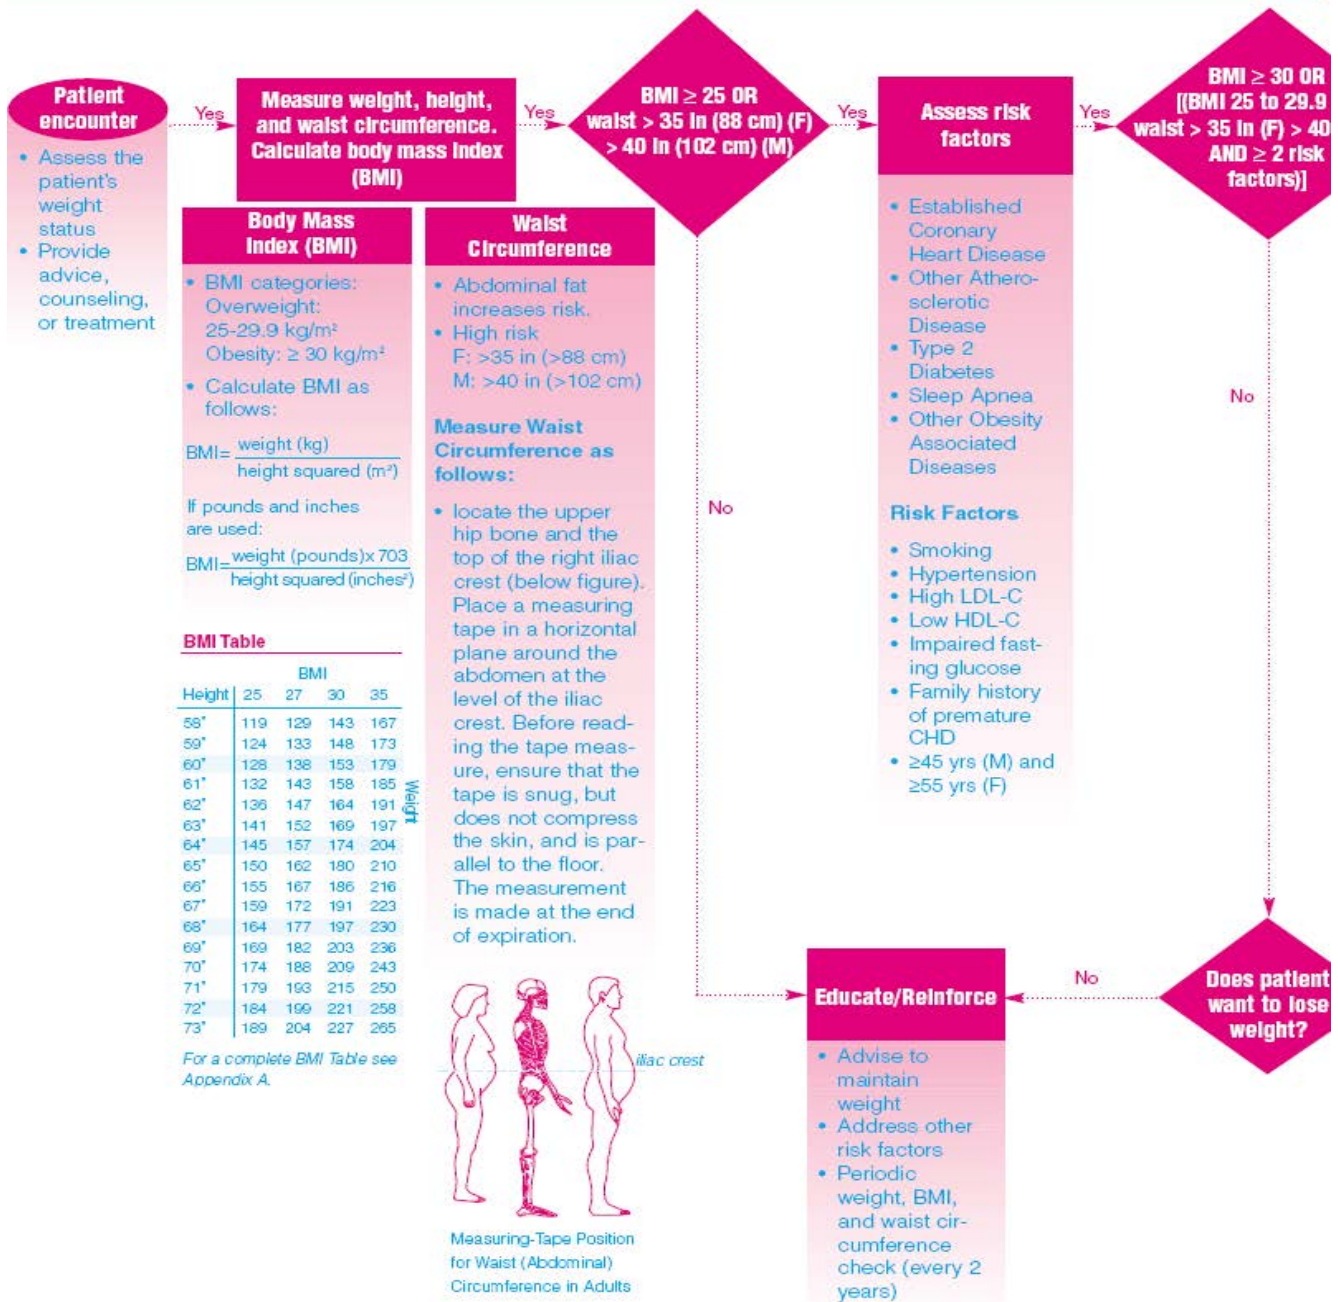 Patient
encounter
• Assess the
patient's
weight
status
• Provide
advice,
counseling,
or treatment
Yes
Measure weight, height,
and waist circumference.
Calculate body mass index
(BMI)
Body Mass
Index (BMI)
• BMI categories:
Overweight:
25-29.9 kg/m²
Obesity: ≥ 30 kg/m²
• Calculate BMI as
follows:
BMI= weight (kg)
height squared (m²)
If pounds and inches
are used:
BMI= weight (pounds) x 703
height squared (inches²)
BMI Table
BMI
Height 25 27 30 35
58" 119 129 143 167
59" 124 133 148 173
60" 128 138 153 179
61" 132 143 158 185
62" 136 147 164 191
63" 141 152 169 197
64" 145 157 174 204
65" 150 162 180 210
66" 155 167 186 216
67" 159 172 191 223
68" 164 177 197 230
69" 169 182 203 236
70" 174 188 209 243
71" 179 193 215 250
72" 184 199 221 258
73" 189 204 227 265
Weight
For a complete BMI Table see
Appendix A.
Waist
Circumference
• Abdominal fat
increases risk.
• High risk
F: >35 in (>88 cm)
M: >40 in (>102 cm)
Measure Waist
Circumference as
follows:
• locate the upper
hip bone and the
top of the right iliac
crest (below figure).
Place a measuring
tape in a horizontal
plane around the
abdomen at the
level of the iliac
crest. Before read-
ing the tape meas-
ure, ensure that the
tape is snug, but
does not compress
the skin, and is par-
allel to the floor.
The measurement
is made at the end
of expiration.
iliac crest
Measuring-Tape Position
for Waist (Abdominal)
Circumference in Adults
Yes
BMI ≥ 25 OR
waist > 35 in (88 cm) (F)
> 40 in (102 cm) (M)
No
Yes
Assess risk
factors
• Established
Coronary
Heart Disease
• Other Athero-
sclerotic
Disease
• Type 2
Diabetes
• Sleep Apnea
• Other Obesity
Associated
Diseases
Risk Factors
• Smoking
• Hypertension
• High LDL-C
• Low HDL-C
• Impaired fast-
ing glucose
• Family history
of premature
CHD
• ≥45 yrs (M) and
≥55 yrs (F)
Yes
BMI ≥ 30 OR
[(BMI 25 to 29.9
waist > 35 in (F) > 40
AND ≥ 2 risk
factors)]
No
Does patient
want to lose
weight?
No
Educate/Reinforce
• Advise to
maintain
weight
• Address other
risk factors
• Periodic
weight, BMI,
and waist cir-
cumference
check (every 2
years)